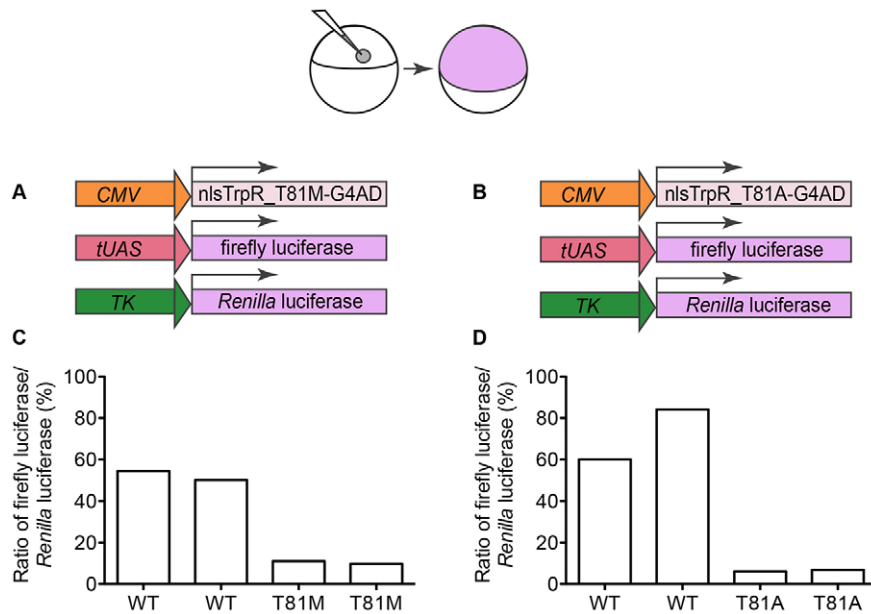 A
CMV
nlsTrpR_T81M-G4AD
tUAS
firefly luciferase
TK
Renilla luciferase
B
CMV
nlsTrpR_T81A-G4AD
tUAS
firefly luciferase
TK
Renilla luciferase
C
Ratio of firefly luciferase/
Renilla luciferase (%)
100
80
60
40
20
0
WT WT T81M T81M
D
Ratio of firefly luciferase/
Renilla luciferase (%)
100
80
60
40
20
0
WT WT T81A T81A